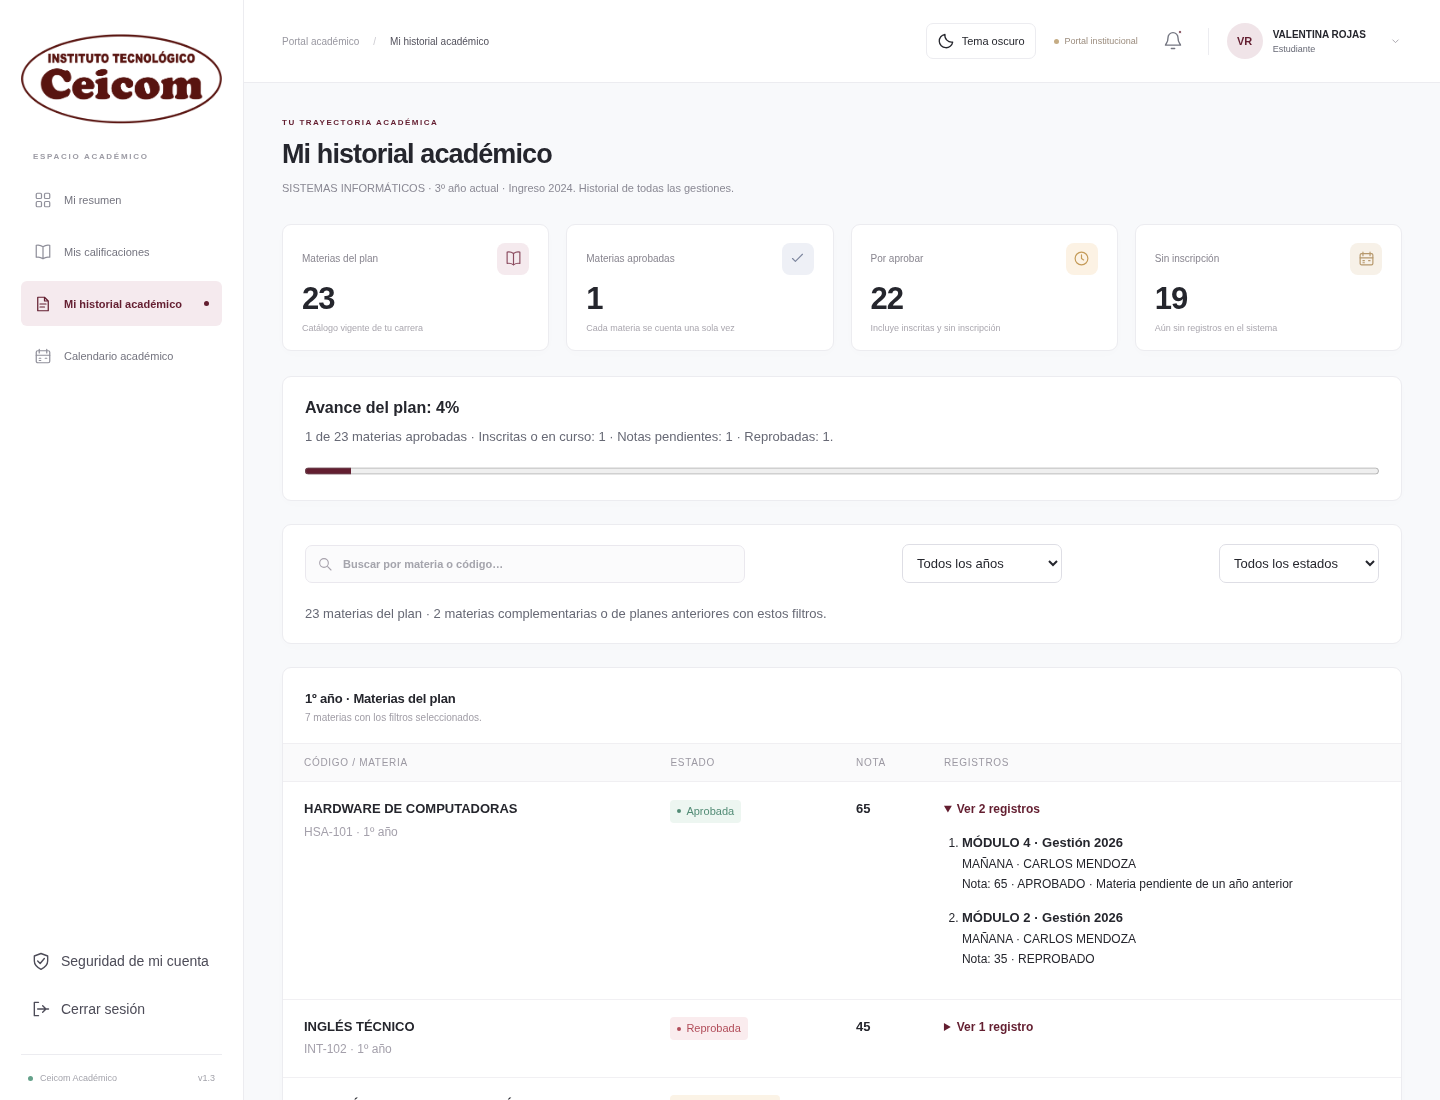 INSTITUTO TECNOLÓGICO
Ceicom
ESPACIO ACADÉMICO
Mi resumen
Mis calificaciones
Mi historial académico
Calendario académico
Seguridad de mi cuenta
Cerrar sesión
Ceicom Académico v1.3
Portal académico / Mi historial académico
Tema oscuro
Portal institucional
VR
VALENTINA ROJAS
Estudiante
TU TRAYECTORIA ACADÉMICA
Mi historial académico
SISTEMAS INFORMÁTICOS · 3º año actual · Ingreso 2024. Historial de todas las gestiones.
Materias del plan
23
Catálogo vigente de tu carrera
Materias aprobadas
1
Cada materia se cuenta una sola vez
Por aprobar
22
Incluye inscritas y sin inscripción
Sin inscripción
19
Aún sin registros en el sistema
Avance del plan: 4%
1 de 23 materias aprobadas · Inscritas o en curso: 1 · Notas pendientes: 1 · Reprobadas: 1.
Buscar por materia o código…
Todos los años
Todos los estados
23 materias del plan · 2 materias complementarias o de planes anteriores con estos filtros.
1º año · Materias del plan
7 materias con los filtros seleccionados.
CÓDIGO / MATERIA ESTADO NOTA REGISTROS
HARDWARE DE COMPUTADORAS
HSA-101 · 1º año
Aprobada
65
Ver 2 registros
1. MÓDULO 4 · Gestión 2026
MAÑANA · CARLOS MENDOZA
Nota: 65 · APROBADO · Materia pendiente de un año anterior
2. MÓDULO 2 · Gestión 2026
MAÑANA · CARLOS MENDOZA
Nota: 35 · REPROBADO
INGLÉS TÉCNICO
INT-102 · 1º año
Reprobada
45
Ver 1 registro